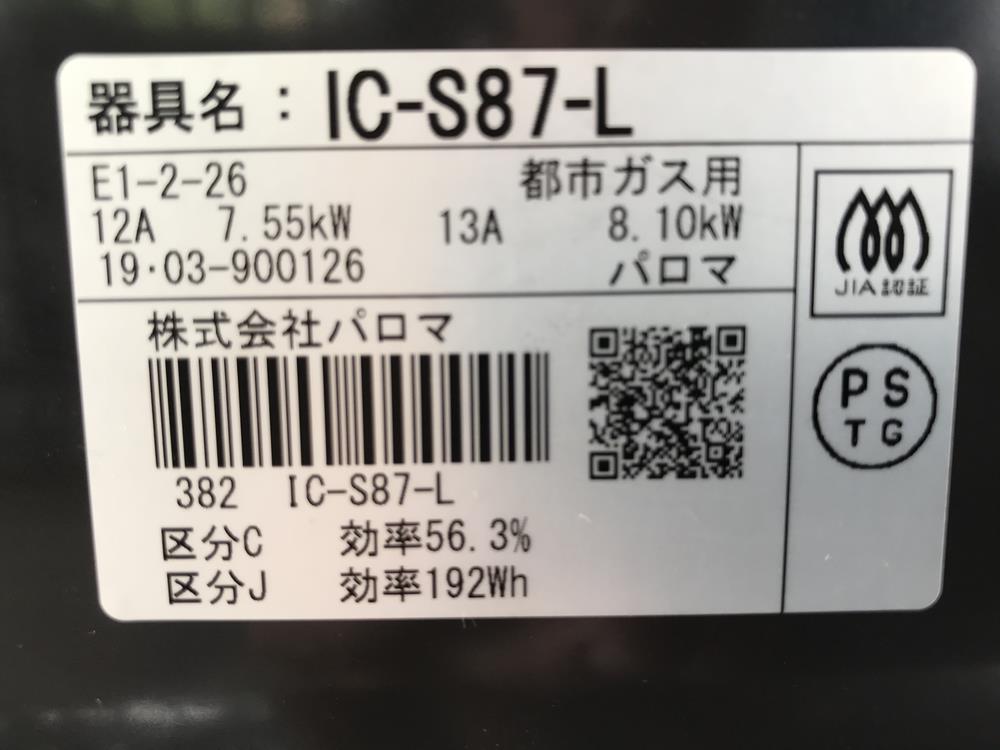 器具名：IC-S87-L
E1-2-26 都市ガス用
12A 7.55kW 13A 8.10kW
19･03-900126 パロマ
JIA認証
株式会社パロマ
PS
TG
382 IC-S87-L
区分C 効率56.3%
区分J 効率192Wh